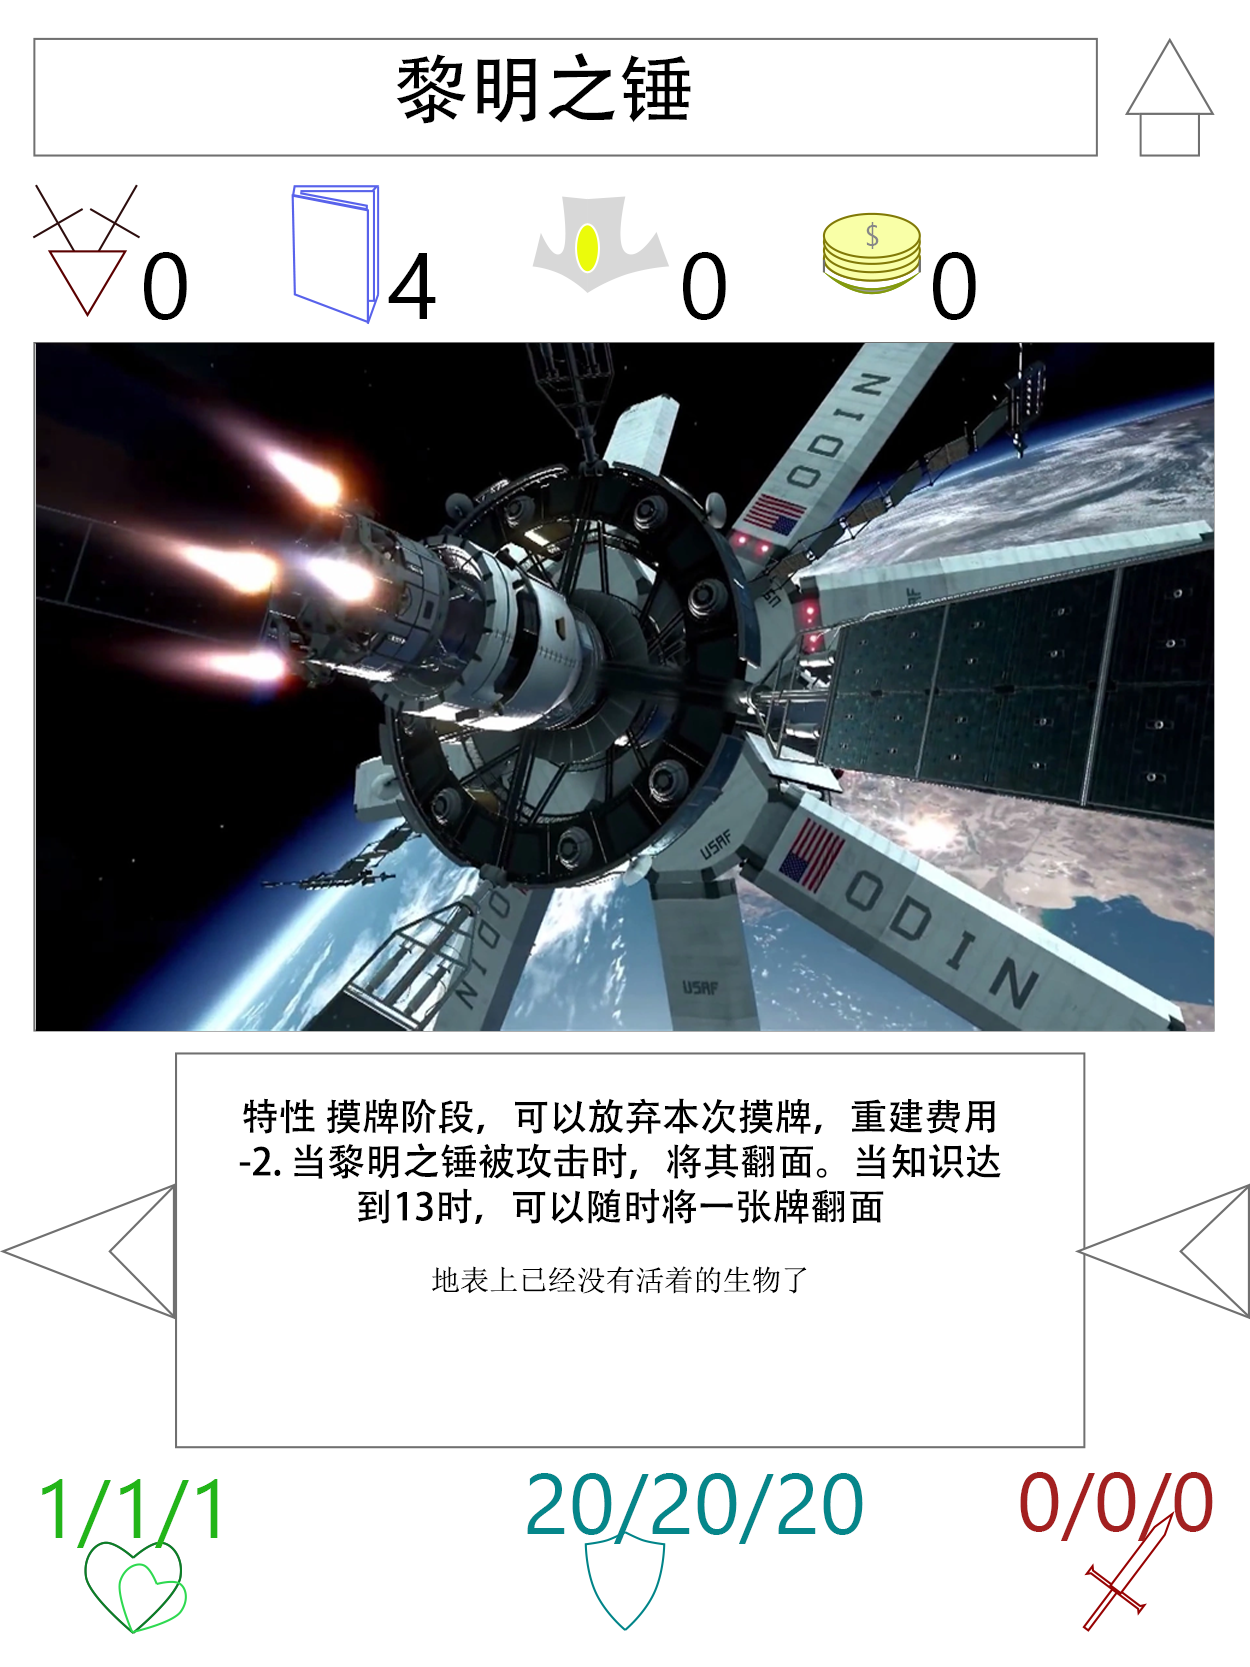 黎明之锤
0
4
0
$
0
ODIN
USAF
ODIN
ODIN
USAF
特性 摸牌阶段，可以放弃本次摸牌，重建费用
-2. 当黎明之锤被攻击时，将其翻面。当知识达
到13时，可以随时将一张牌翻面
地表上已经没有活着的生物了
1/1/1
20/20/20
0/0/0